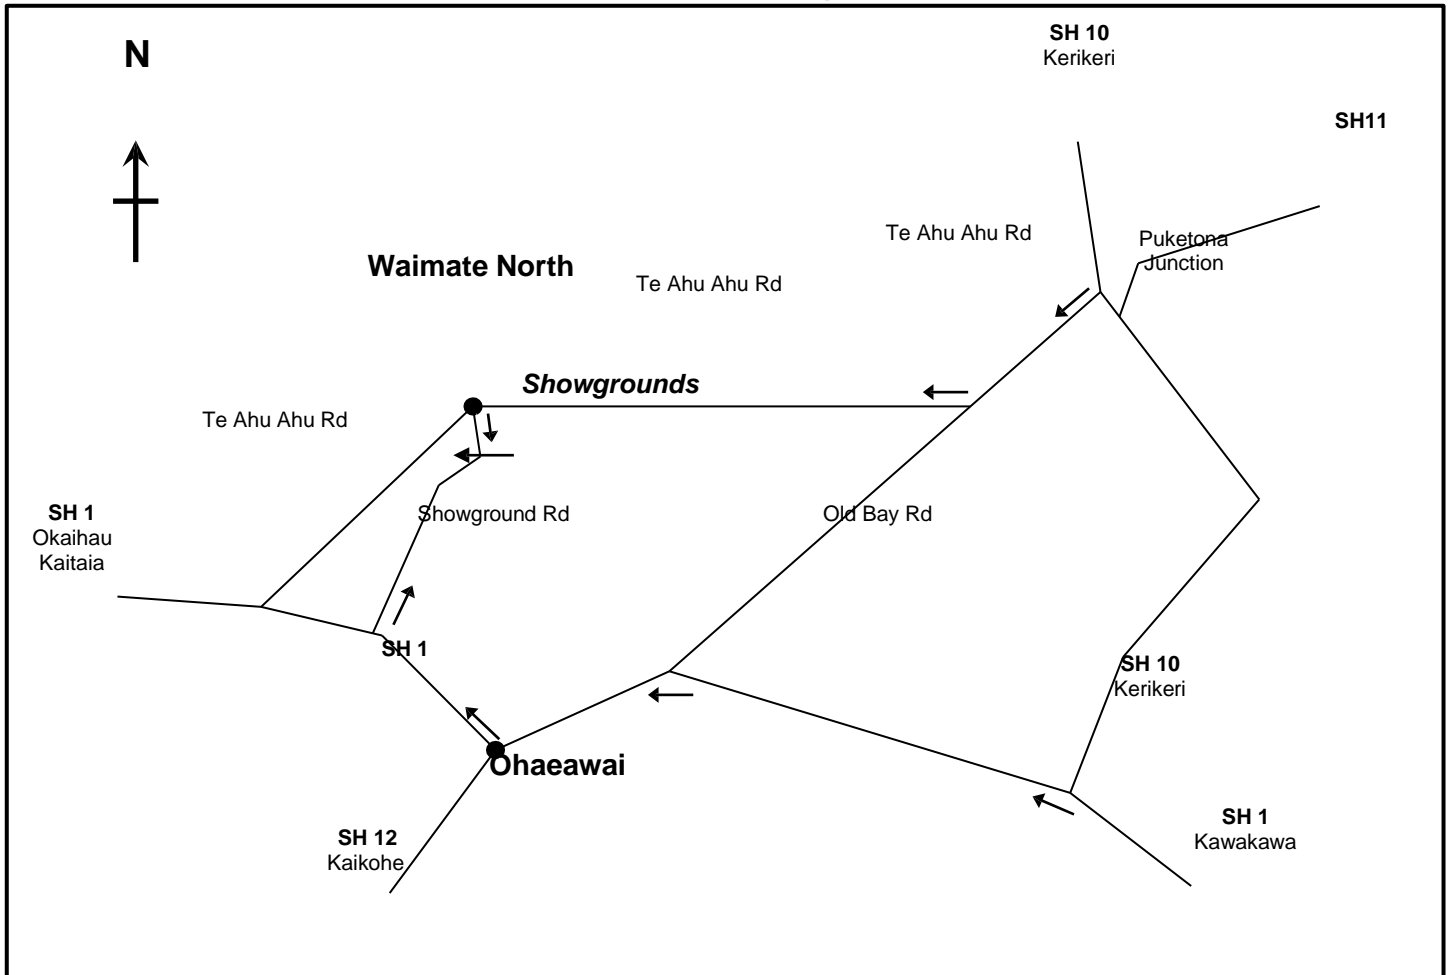 SH 10
Kerikeri
N
SH11
Te Ahu Ahu Rd
Puketona
Junction
Waimate North
Te Ahu Ahu Rd
Showgrounds
Te Ahu Ahu Rd
SH 1
Okaihau
Kaitaia
Showground Rd
Old Bay Rd
SH 1
SH 10
Kerikeri
Ohaeawai
SH 12
Kaikohe
SH 1
Kawakawa